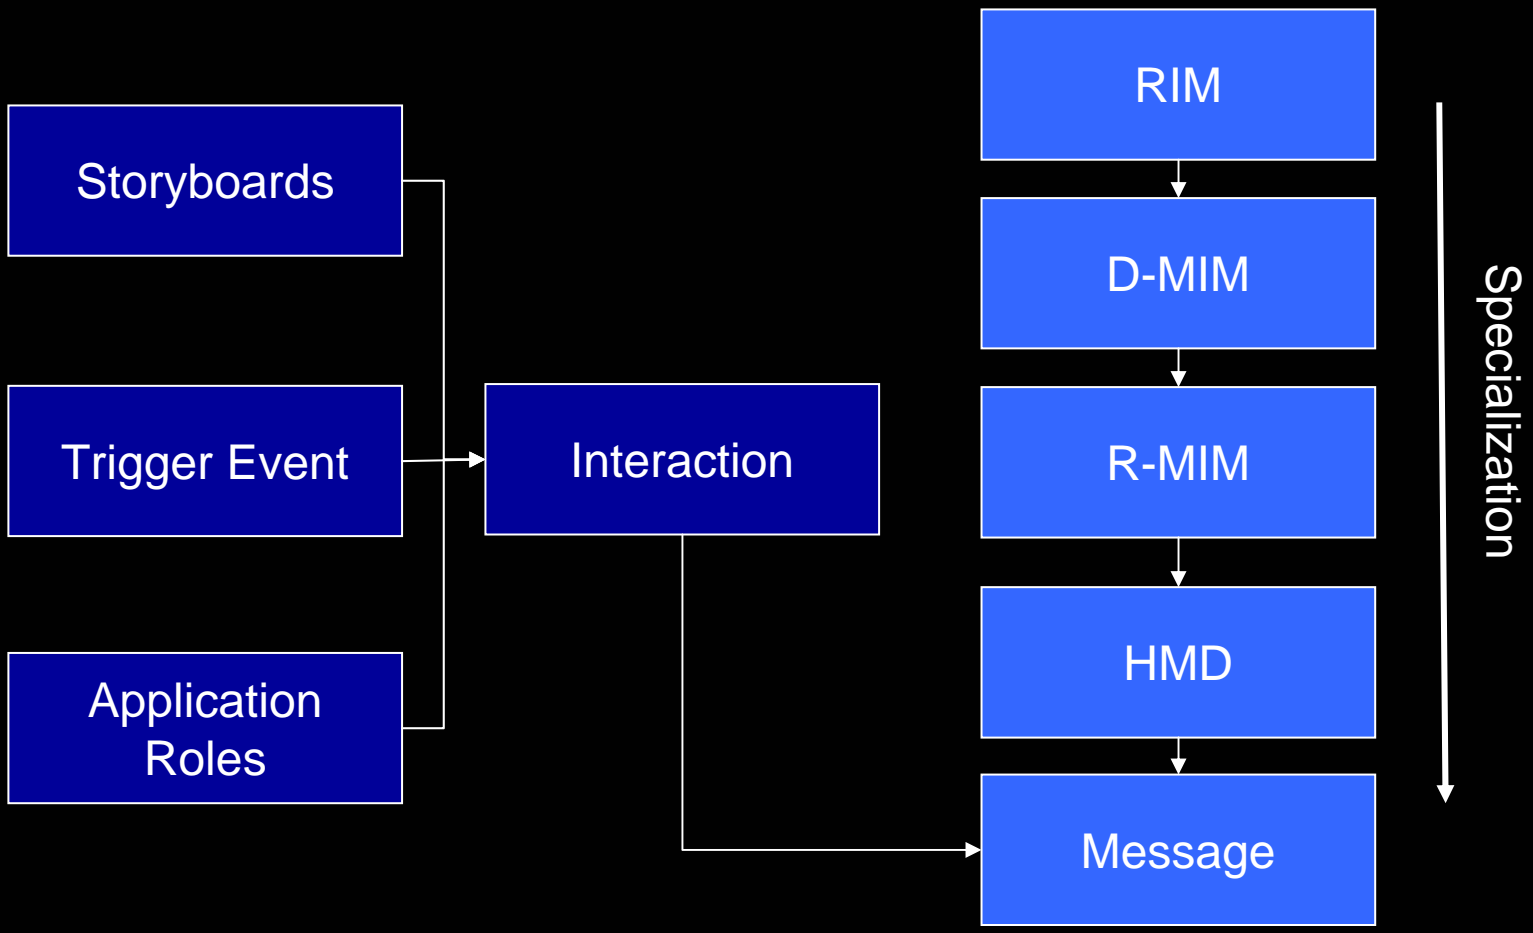 Storyboards
Trigger Event
Application
Roles
Interaction
RIM
D-MIM
R-MIM
HMD
Message
Specialization